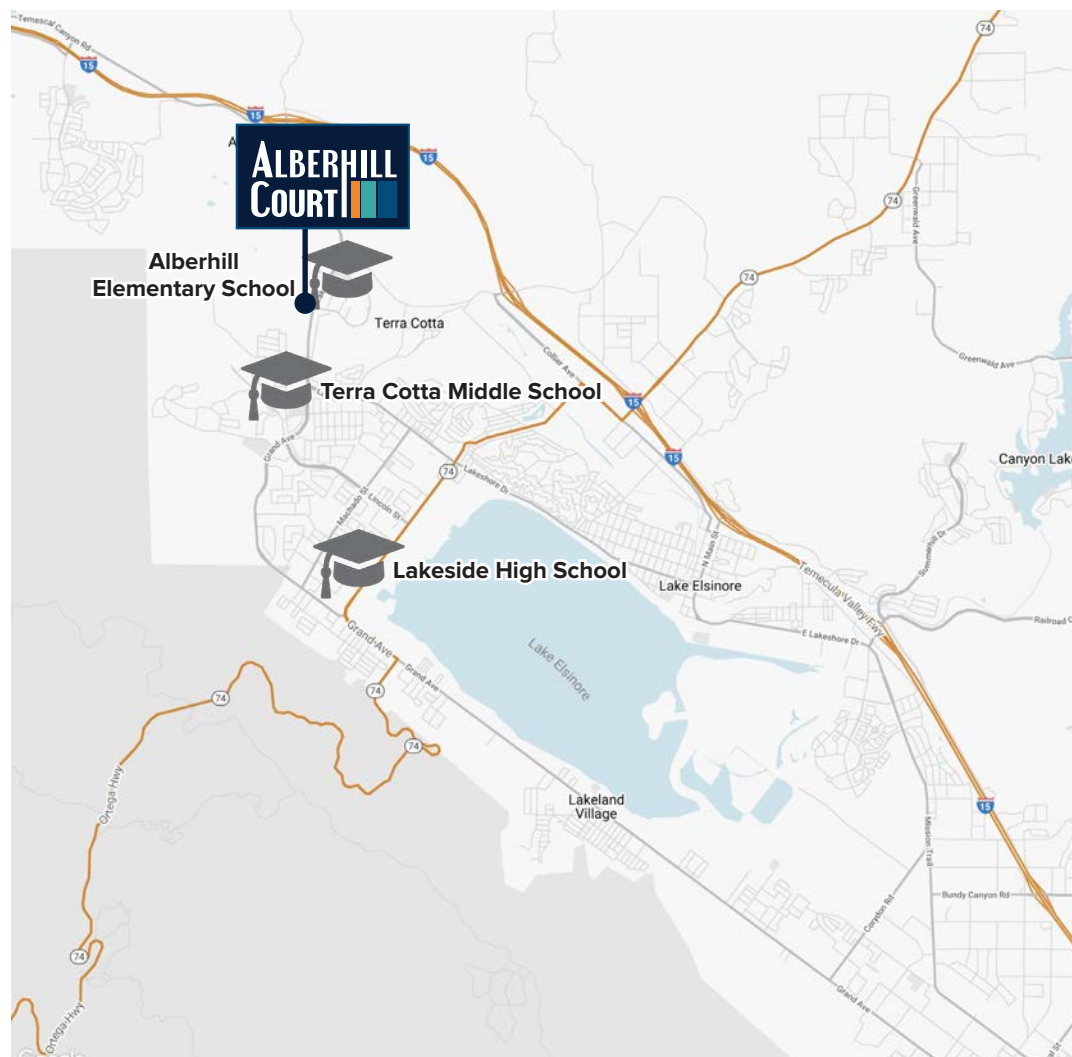 Temescal Canyon Rd
15
74
15
15
ALBERHILL
COURT
74
Greenwald Ave
Alberhill
Elementary School
74
Terra Cotta
Collier Ave
Greenwald Ave
Terra Cotta Middle School
15
Grand Ave
15
Canyon Lake
74
Lakeshore Dr
Machado St
Lincoln St
N Main St
Summerhill Dr
Lakeside High School
Temecula Valley Fwy
Lake Elsinore
Railroad C
E Lakeshore Dr
Grand Ave
Grand Ave
Lake Elsinore
74
74
74
Ortega Hwy
Lakeland
Village
15
Mission Trail
Bundy Canyon Rd
Corydon Rd
74
Grand Ave
Ortega Hwy